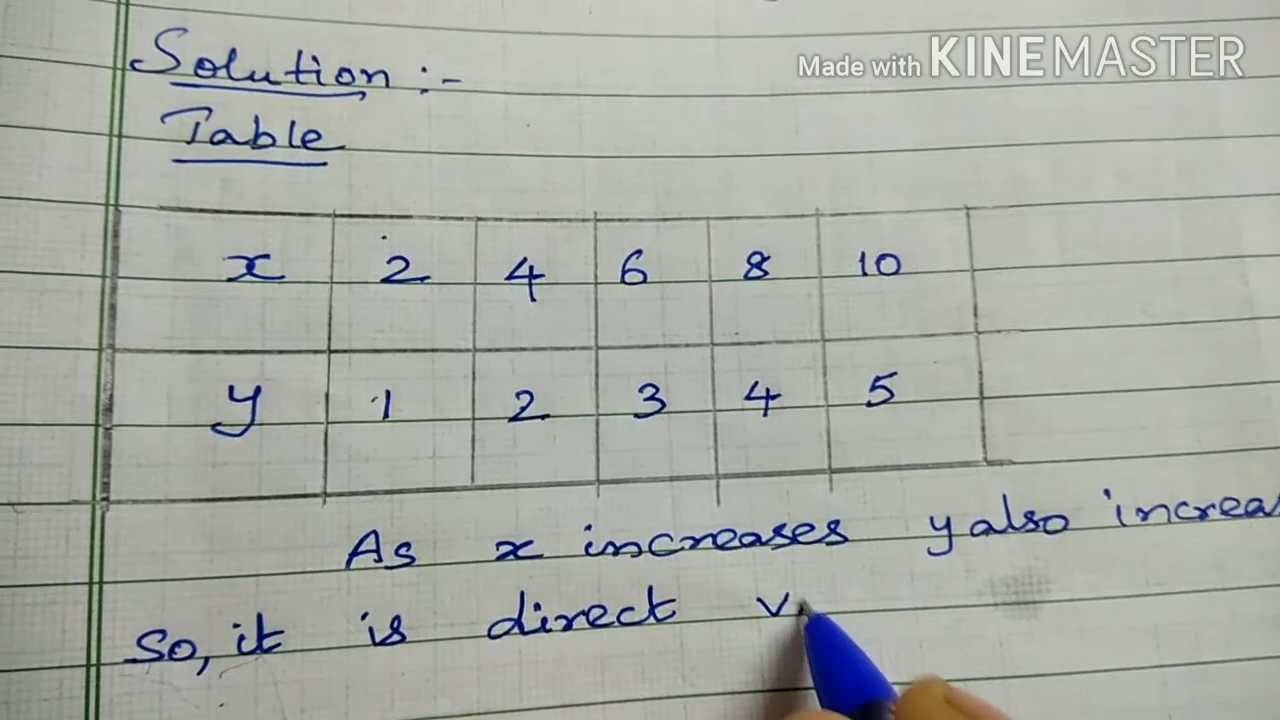 Solution :-
Made with KINEMASTER
Table
x 2 4 6 8 10
y 1 2 3 4 5
As x increases y also increa
So, it is direct v